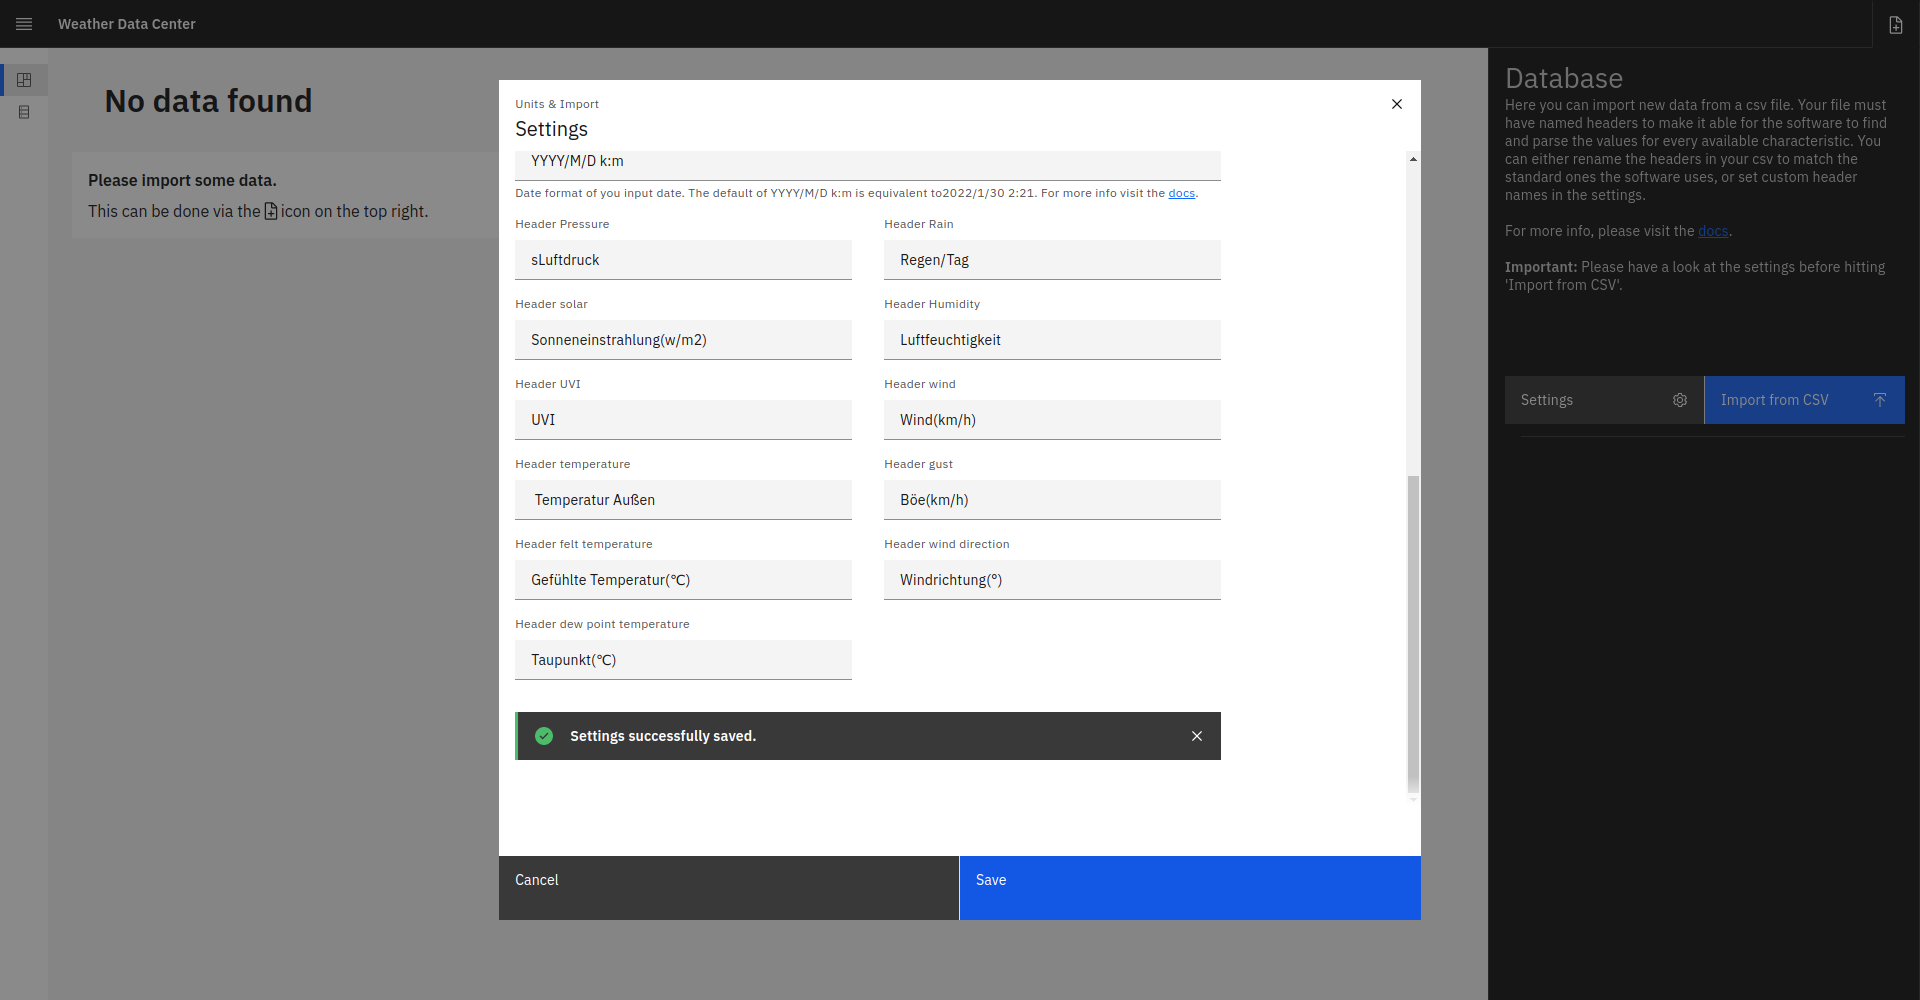 Weather Data Center
No data found
Please import some data.
This can be done via the icon on the top right.
Units & Import
Settings
YYYY/M/D k:m
Date format of you input date. The default of YYYY/M/D k:m is equivalent to2022/1/30 2:21. For more info visit the docs.
Header Pressure
sLuftdruck
Header Rain
Regen/Tag
Header solar
Sonneneinstrahlung(w/m2)
Header Humidity
Luftfeuchtigkeit
Header UVI
UVI
Header wind
Wind(km/h)
Header temperature
Temperatur Außen
Header gust
Böe(km/h)
Header felt temperature
Gefühlte Temperatur(℃)
Header wind direction
Windrichtung(°)
Header dew point temperature
Taupunkt(℃)
Settings successfully saved.
Cancel
Save
Database
Here you can import new data from a csv file. Your file must
have named headers to make it able for the software to find
and parse the values for every available characteristic. You
can either rename the headers in your csv to match the
standard ones the software uses, or set custom header
names in the settings.
For more info, please visit the docs.
Important: Please have a look at the settings before hitting
'Import from CSV'.
Settings
Import from CSV